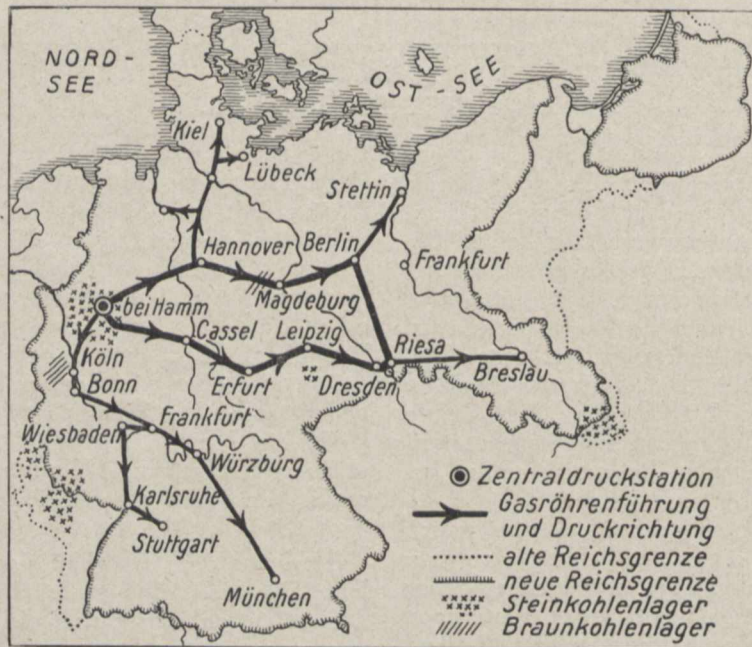 NORD-
SEE
OST-SEE
Kiel
Lübeck
Stettin
Hannover
Berlin
Frankfurt
Magdeburg
bei Hamm
Cassel
Leipzig
Riesa
Köln
Erfurt
Dresden
Breslau
Bonn
Frankfurt
Wiesbaden
Würzburg
Karlsruhe
Stuttgart
München
Zentraldruckstation
Gasröhrenführung
und Druckrichtung
alte Reichsgrenze
neue Reichsgrenze
Steinkohlenlager
Braunkohlenlager